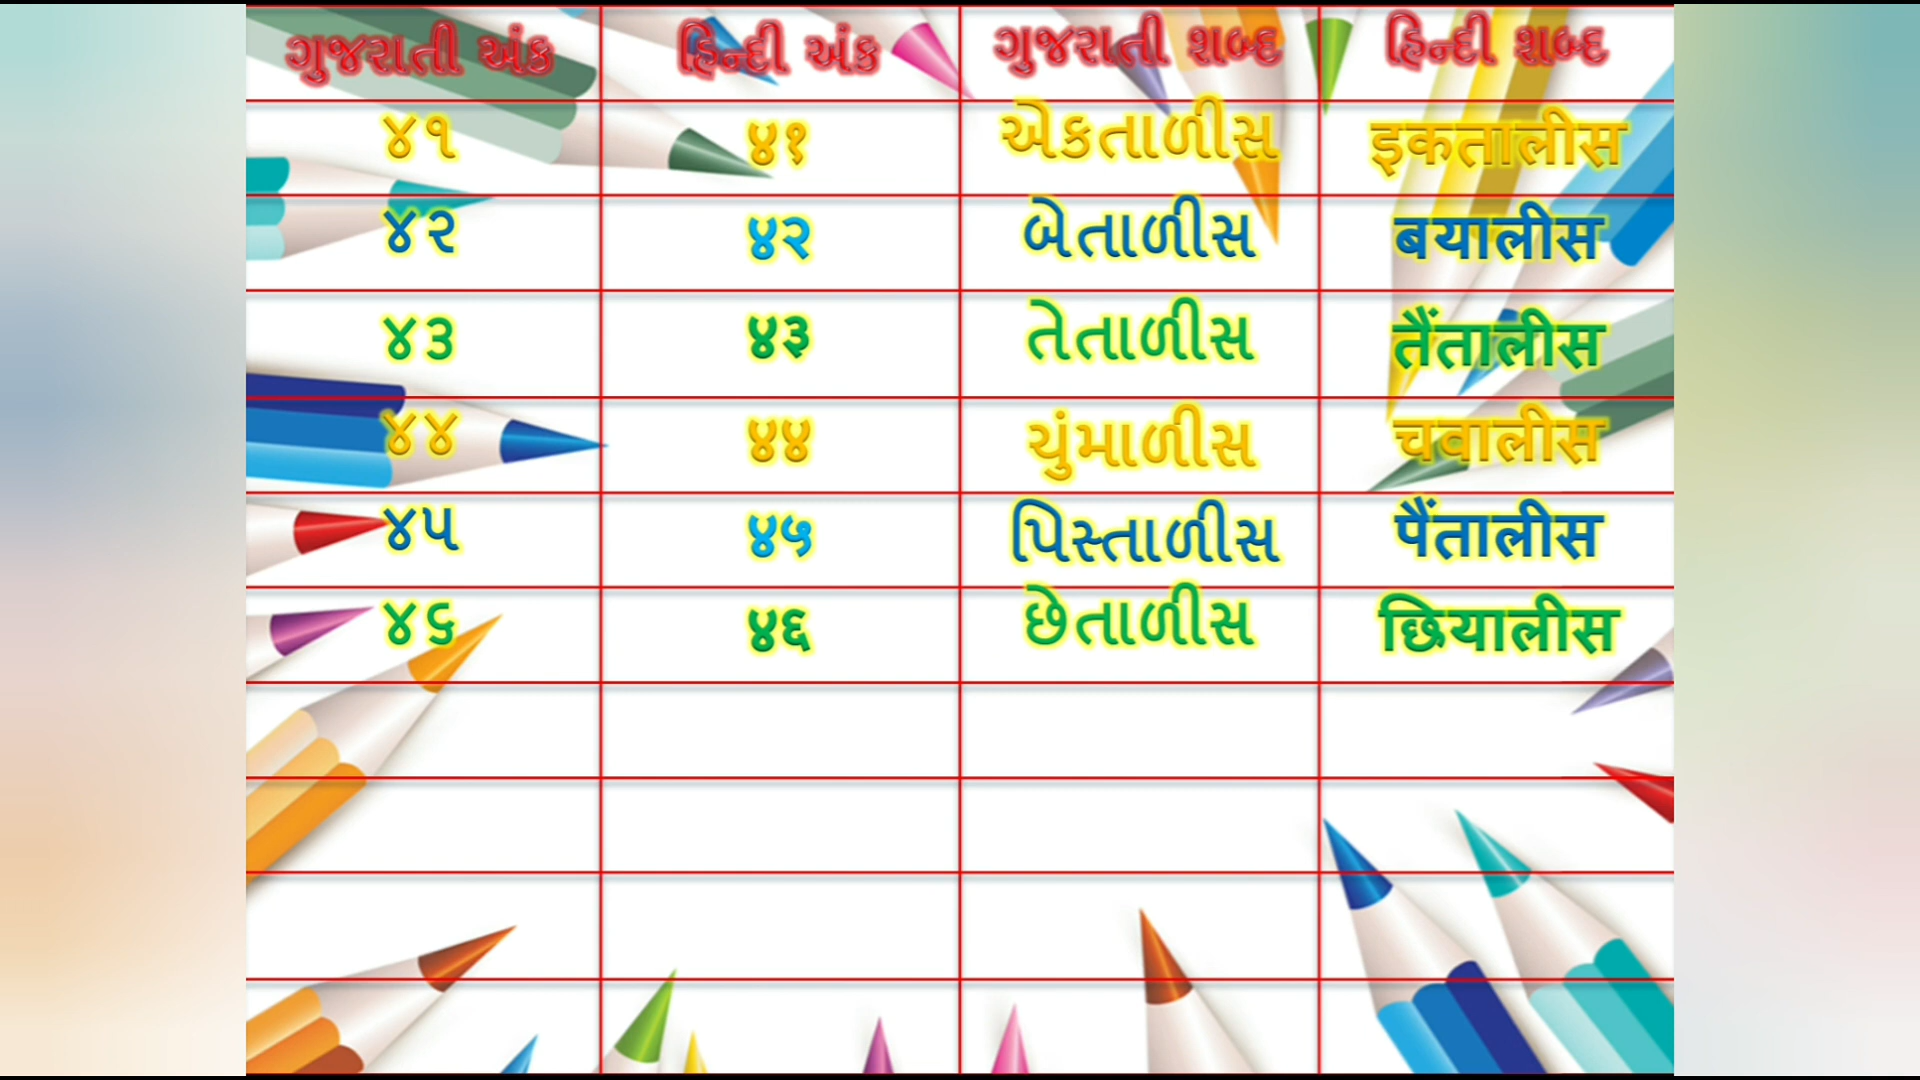 ગુજરાતી અંક હિન્દી અંક ગુજરાતી શબ્દ હિન્દી શબ્દ
૪૧ ४१ એકતાળીસ इकतालीस
૪૨ ४२ બેતાળીસ बयालीस
૪૩ ४३ તેતાળીસ तैंतालीस
૪૪ ४४ ચુંમાળીસ चवालीस
૪૫ ४५ પિસ્તાળીસ पैंतालीस
૪૬ ४६ છેતાળીસ छियालीस